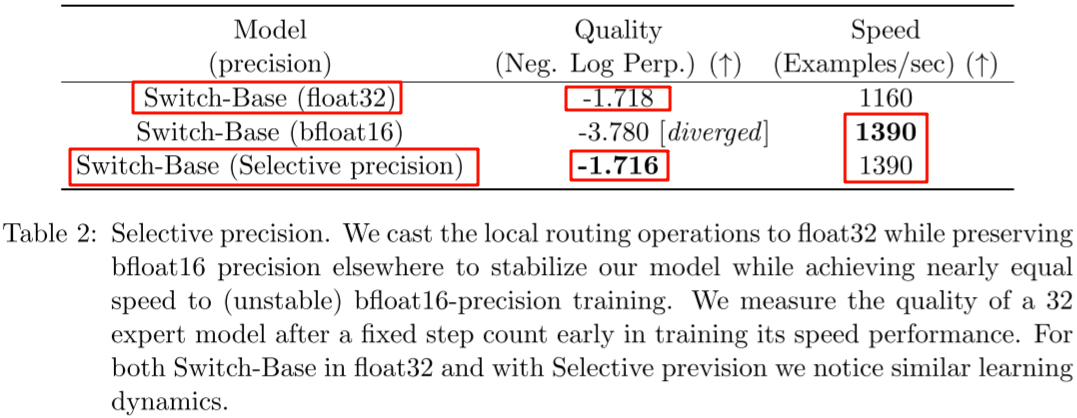 Model Quality Speed
(precision) (Neg. Log Perp.) (↑) (Examples/sec) (↑)
Switch-Base (float32) -1.718 1160
Switch-Base (bfloat16) -3.780 [diverged] 1390
Switch-Base (Selective precision) -1.716 1390
Table 2: Selective precision. We cast the local routing operations to float32 while preserving
bfloat16 precision elsewhere to stabilize our model while achieving nearly equal
speed to (unstable) bfloat16-precision training. We measure the quality of a 32
expert model after a fixed step count early in training its speed performance. For
both Switch-Base in float32 and with Selective prevision we notice similar learning
dynamics.